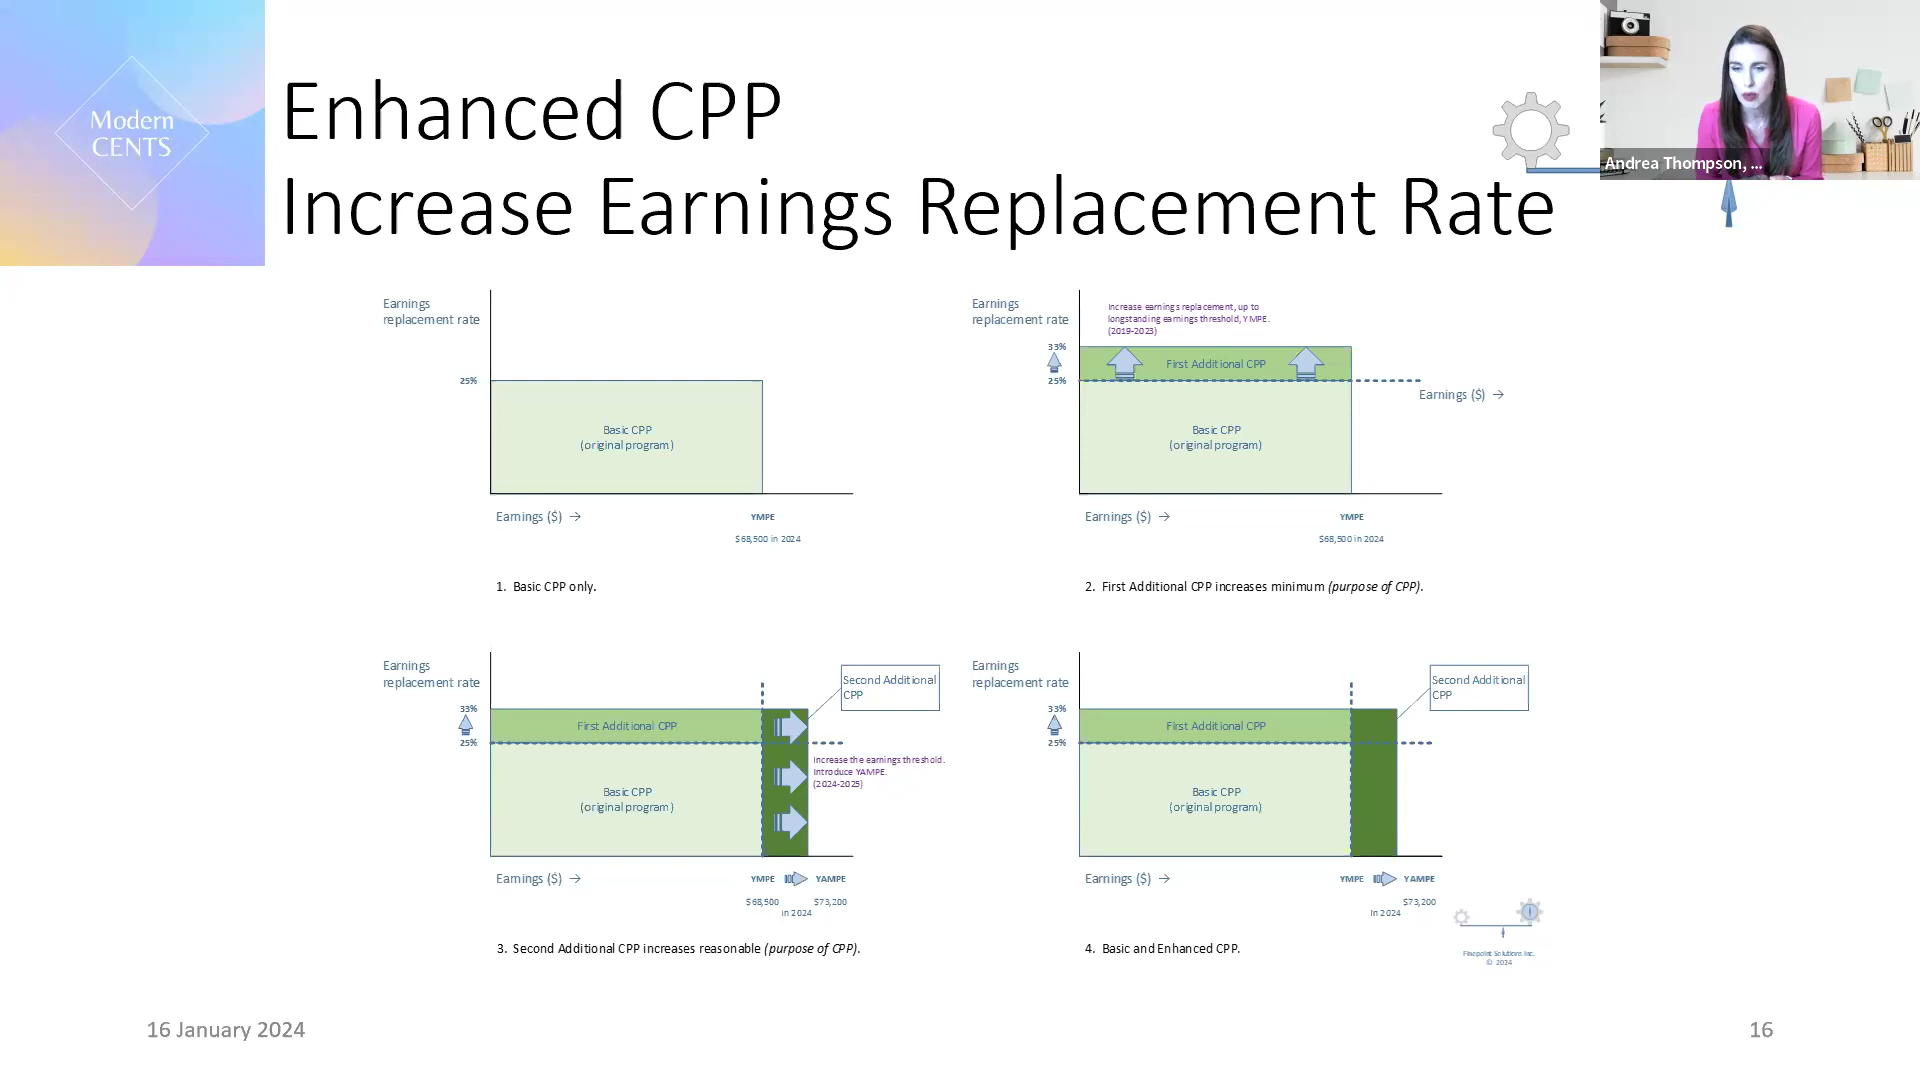 Modern
CENTS
Enhanced CPP
Increase Earnings Replacement Rate
Andrea Thompson, ...
Earnings
replacement rate
25%
Basic CPP
(original program)
Earnings ($) →
YMPE
$68,500 in 2024
1. Basic CPP only.
Earnings
replacement rate
Increase earnings replacement, up to
longstanding earnings threshold, YMPE.
(2019-2023)
33%
25%
First Additional CPP
Earnings ($) →
Basic CPP
(original program)
Earnings ($) →
YMPE
$68,500 in 2024
2. First Additional CPP increases minimum (purpose of CPP).
Earnings
replacement rate
33%
25%
First Additional CPP
Second Additional
CPP
Increase the earnings threshold.
Introduce YAMPE.
(2024-2025)
Basic CPP
(original program)
Earnings ($) →
YMPE
YAMPE
$68,500
$73,200
in 2024
3. Second Additional CPP increases reasonable (purpose of CPP).
Earnings
replacement rate
33%
25%
First Additional CPP
Second Additional
CPP
Basic CPP
(original program)
Earnings ($) →
YMPE
YAMPE
$73,200
in 2024
4. Basic and Enhanced CPP.
Finepoint Solutions Inc.
© 2024
16 January 2024
16